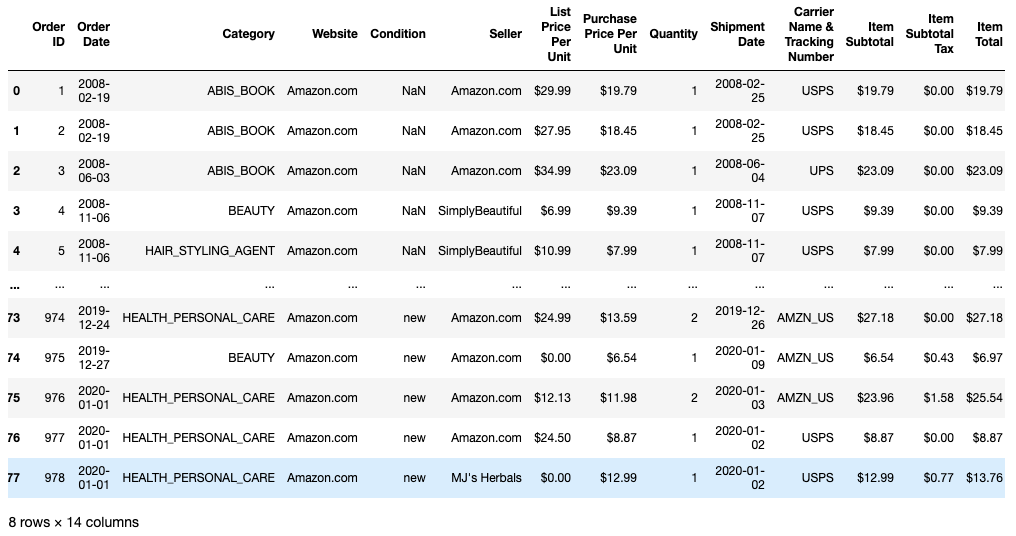 Order ID Order Date Category Website Condition Seller List Price Per Unit Purchase Price Per Unit Quantity Shipment Date Carrier Name & Tracking Number Item Subtotal Item Subtotal Tax Item Total
0 1 2008-02-19 ABIS_BOOK Amazon.com NaN Amazon.com $29.99 $19.79 1 2008-02-25 USPS $19.79 $0.00 $19.79
1 2 2008-02-19 ABIS_BOOK Amazon.com NaN Amazon.com $27.95 $18.45 1 2008-02-25 USPS $18.45 $0.00 $18.45
2 3 2008-06-03 ABIS_BOOK Amazon.com NaN Amazon.com $34.99 $23.09 1 2008-06-04 UPS $23.09 $0.00 $23.09
3 4 2008-11-06 BEAUTY Amazon.com NaN SimplyBeautiful $6.99 $9.39 1 2008-11-07 USPS $9.39 $0.00 $9.39
4 5 2008-11-06 HAIR_STYLING_AGENT Amazon.com NaN SimplyBeautiful $10.99 $7.99 1 2008-11-07 USPS $7.99 $0.00 $7.99
... ... ... ... ... ... ... ... ... ... ... ... ... ... ...
73 974 2019-12-24 HEALTH_PERSONAL_CARE Amazon.com new Amazon.com $24.99 $13.59 2 2019-12-26 AMZN_US $27.18 $0.00 $27.18
74 975 2019-12-27 BEAUTY Amazon.com new Amazon.com $0.00 $6.54 1 2020-01-09 AMZN_US $6.54 $0.43 $6.97
75 976 2020-01-01 HEALTH_PERSONAL_CARE Amazon.com new Amazon.com $12.13 $11.98 2 2020-01-03 AMZN_US $23.96 $1.58 $25.54
76 977 2020-01-01 HEALTH_PERSONAL_CARE Amazon.com new Amazon.com $24.50 $8.87 1 2020-01-02 USPS $8.87 $0.00 $8.87
77 978 2020-01-01 HEALTH_PERSONAL_CARE Amazon.com new MJ's Herbals $0.00 $12.99 1 2020-01-02 USPS $12.99 $0.77 $13.76
8 rows × 14 columns